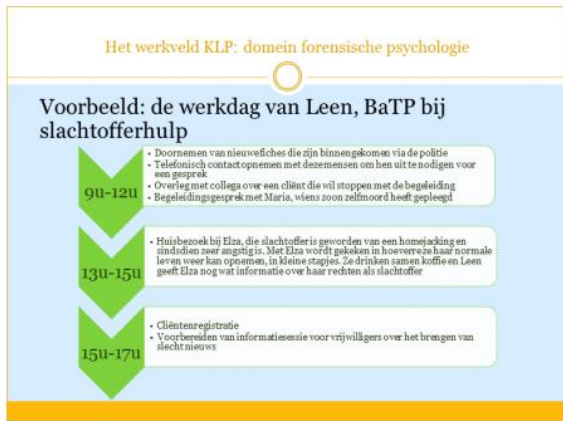 Het werkveld KLP: domein forensische psychologie
Voorbeeld: de werkdag van Leen, BaTP bij
slachtofferhulp
9u-12u
• Doornemen van nieuwefiches die zijn binnengekomen via de politie
• Telefonisch contact opnemen met dezemensen om hen uit te nodigen voor
een gesprek
• Overleg met collega over een cliënt die wil stoppen met de begeleiding
• Begeleidingsgesprek met Maria, wiens zoon zelfmoord heeft gepleegd
13u-15u
• Huisbezoek bij Elza, die slachtoffer is geworden van een homejacking en
sindsdien zeer angstig is. Met Elza wordt gekeken in hoeverre ze haar normale
leven weer kan opnemen, in kleine stapjes. Ze drinken samen koffie en Leen
geeft Elza nog wat informatie over haar rechten als slachtoffer
15u-17u
• Cliëntenregistratie
• Voorbereiden van informatiesessie voor vrijwilligers over het brengen van
slecht nieuws